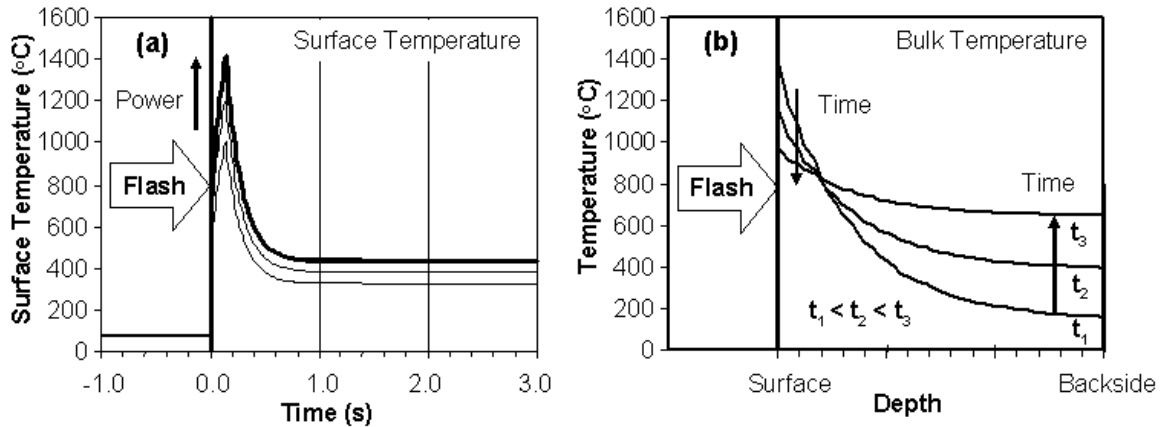 1600
1400
1200
1000
800
600
400
200
0
Surface Temperature (°C)
(a)
Surface Temperature
Power
Flash
-1.0 0.0 1.0 2.0 3.0
Time (s)
1600
1400
1200
1000
800
600
400
200
0
Temperature (°C)
(b)
Bulk Temperature
Time
Flash
Time
t3
t2
t1 < t2 < t3
t1
Surface Backside
Depth